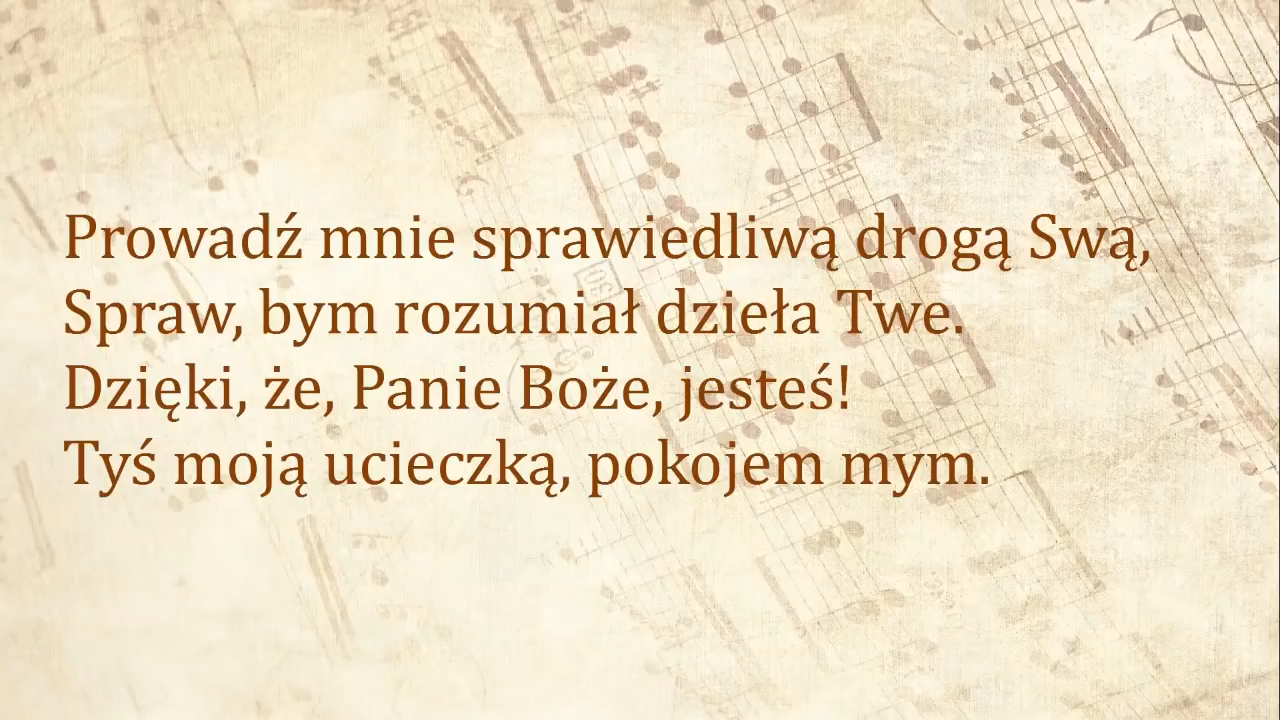 Prowadź mnie sprawiedliwą drogą Swą,
Spraw, bym rozumiał dzieła Twe.
Dzięki, że, Panie Boże, jesteś!
Tyś moją ucieczką, pokojem mym.